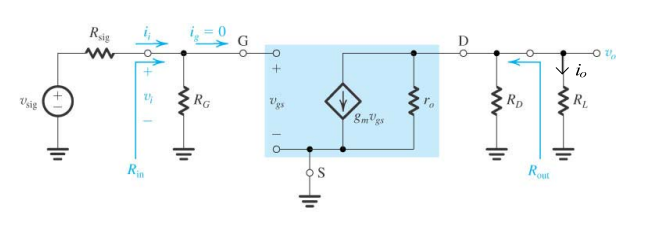 R_sig i_i i_g = 0 G D v_o
+ + i_o
v_sig + − v_i R_G v_gs g_m v_gs r_o R_D R_L
− −
R_in S R_out